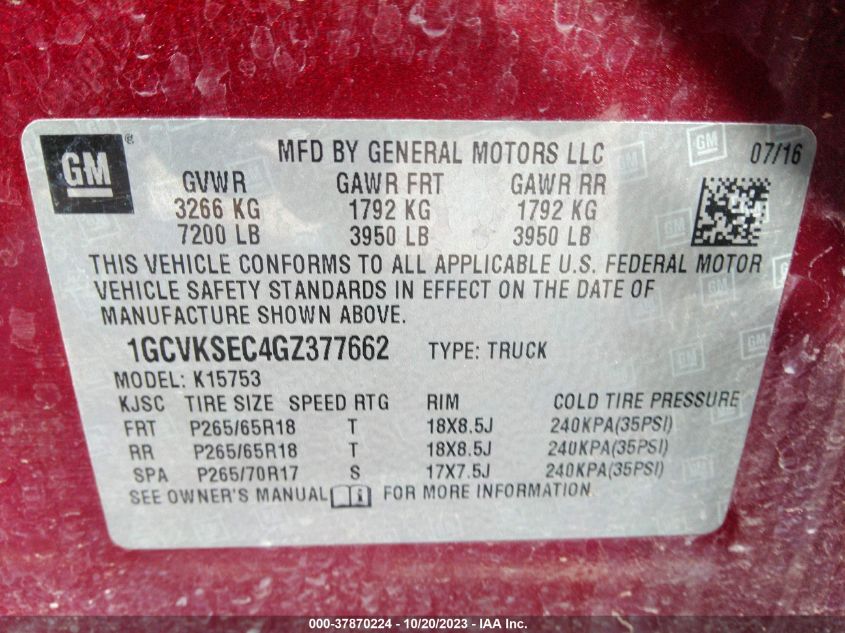 GM ®
MFD BY GENERAL MOTORS LLC 07/16
GVWR GAWR FRT GAWR RR
3266 KG 1792 KG 1792 KG
7200 LB 3950 LB 3950 LB
THIS VEHICLE CONFORMS TO ALL APPLICABLE U.S. FEDERAL MOTOR
VEHICLE SAFETY STANDARDS IN EFFECT ON THE DATE OF
MANUFACTURE SHOWN ABOVE.
1GCVKSEC4GZ377662 TYPE: TRUCK
MODEL: K15753
KJSC TIRE SIZE SPEED RTG RIM COLD TIRE PRESSURE
FRT P265/65R18 T 18X8.5J 240KPA(35PSI)
RR P265/65R18 T 18X8.5J 240KPA(35PSI)
SPA P265/70R17 S 17X7.5J 240KPA(35PSI)
SEE OWNER'S MANUAL i FOR MORE INFORMATION
000-37870224 - 10/20/2023 - IAA Inc.